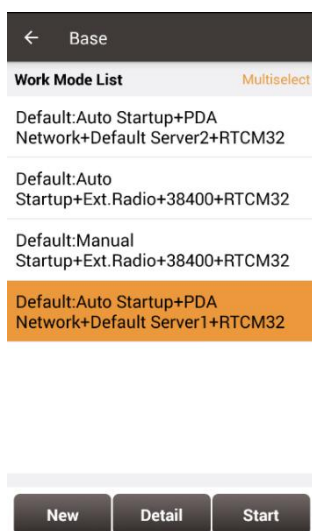 ← Base
Work Mode List Multiselect
Default:Auto Startup+PDA
Network+Default Server2+RTCM32
Default:Auto
Startup+Ext.Radio+38400+RTCM32
Default:Manual
Startup+Ext.Radio+38400+RTCM32
Default:Auto Startup+PDA
Network+Default Server1+RTCM32
New Detail Start